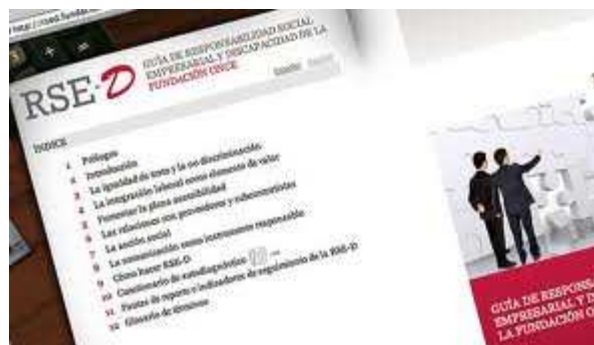 RSE-D
GUÍA DE RESPONSABILIDAD SOCIAL
EMPRESARIAL Y DISCAPACIDAD DE LA
FUNDACIÓN ONCE
ÍNDICE
1 Prólogos
2 Introducción
3 La igualdad de trato y la no discriminación
4 La integración laboral como elemento de valor
5 Fomentar la plena accesibilidad
6 Las relaciones con proveedores y subcontratistas
7 La acción social
8 La comunicación como instrumento responsable
9 Cómo hacer RSE-D
10 Cuestionario de autodiagnóstico
11 Pautas de reporte e indicadores de seguimiento de la RSE-D
12 Glosario de términos
GUÍA DE RESPONSA
EMPRESARIAL Y DI
LA FUNDACIÓN O